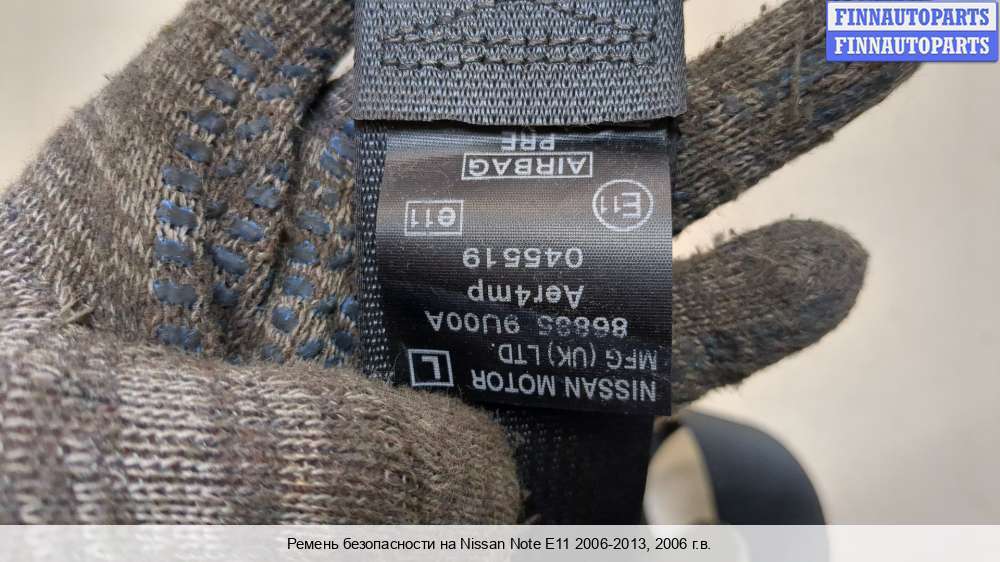 FINNAUTOPARTS
FINNAUTOPARTS
NISSAN MOTOR
MFG (UK) LTD.
L
86885 9U00A
Aer4mp
045519
e11
E11
AIRBAG
PRE
Ремень безопасности на Nissan Note E11 2006-2013, 2006 г.в.